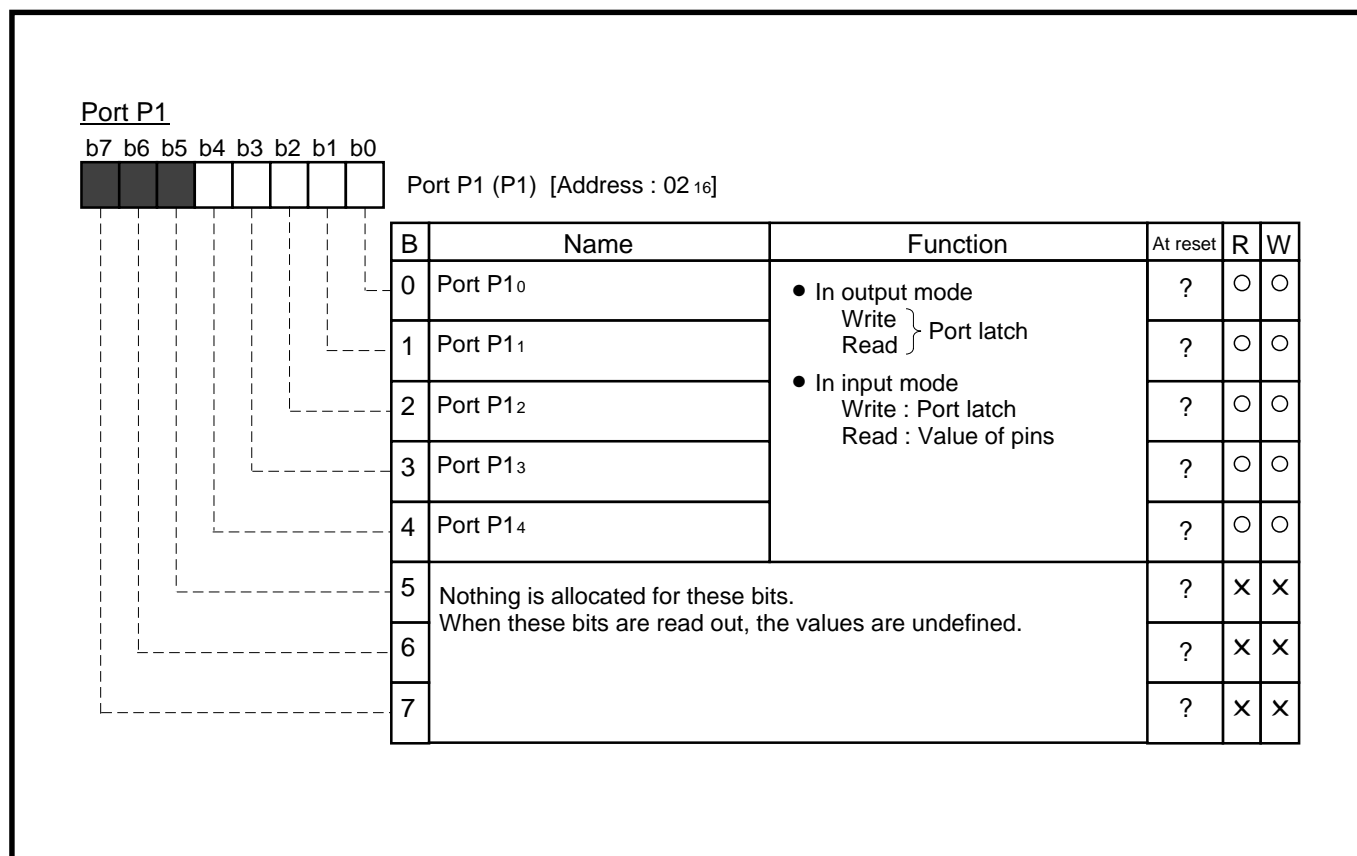 Port P1
b7 b6 b5 b4 b3 b2 b1 b0
Port P1 (P1) [Address : 02 16]
B Name Function At reset R W
0 Port P10 ? ○ ○
● In output mode
Write
Read } Port latch
1 Port P11 ? ○ ○
● In input mode
Write : Port latch
Read : Value of pins
2 Port P12 ? ○ ○
3 Port P13 ? ○ ○
4 Port P14 ? ○ ○
5 Nothing is allocated for these bits. ? × ×
When these bits are read out, the values are undefined.
6 ? × ×
7 ? × ×